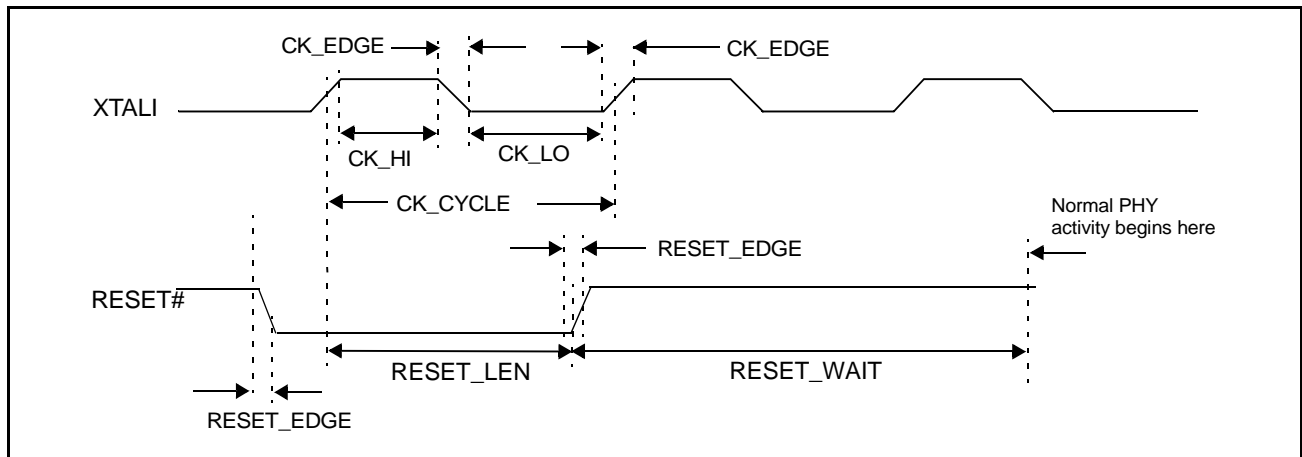 CK_EDGE
CK_EDGE
XTALI
CK_HI
CK_LO
CK_CYCLE
Normal PHY
activity begins here
RESET_EDGE
RESET#
RESET_LEN
RESET_WAIT
RESET_EDGE